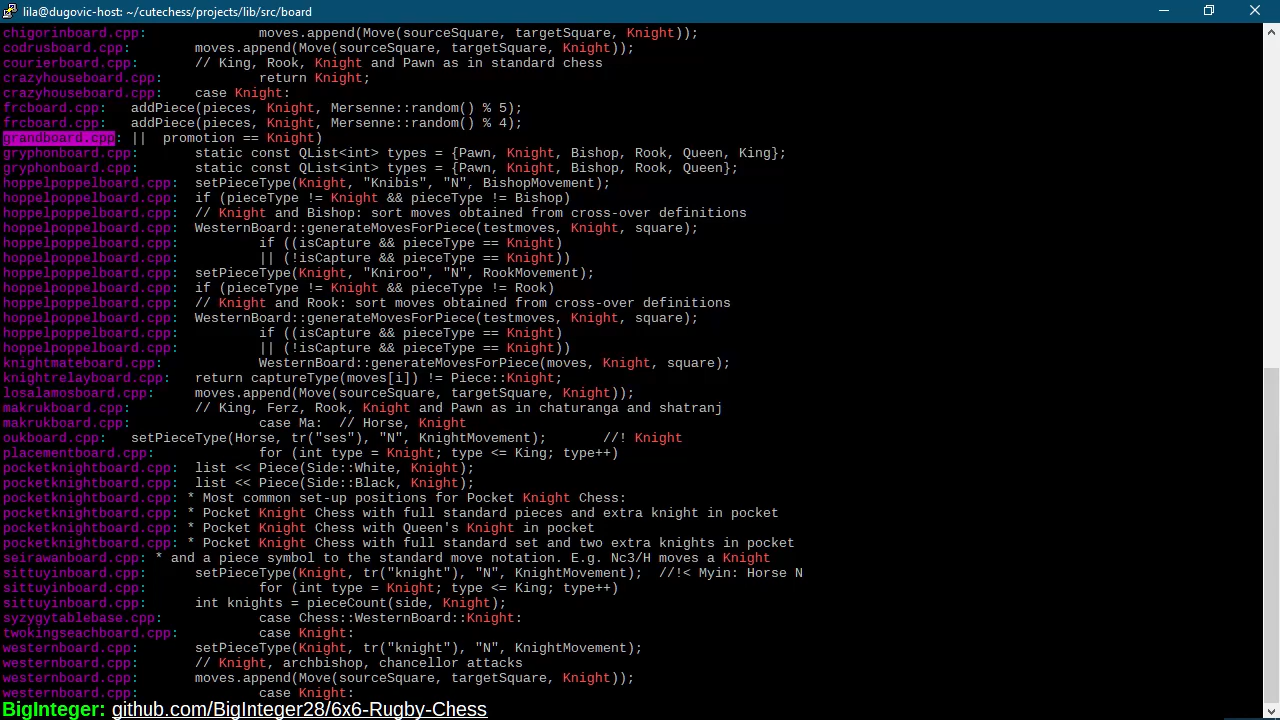 lila@dugovic-host: ~/cutechess/projects/lib/src/board
chigorinboard.cpp: moves.append(Move(sourceSquare, targetSquare, Knight));
codrusboard.cpp: moves.append(Move(sourceSquare, targetSquare, Knight));
courierboard.cpp: // King, Rook, Knight and Pawn as in standard chess
crazyhouseboard.cpp: return Knight;
crazyhouseboard.cpp: case Knight:
frcboard.cpp: addPiece(pieces, Knight, Mersenne::random() % 5);
frcboard.cpp: addPiece(pieces, Knight, Mersenne::random() % 4);
grandboard.cpp: || promotion == Knight)
gryphonboard.cpp: static const QList<int> types = {Pawn, Knight, Bishop, Rook, Queen, King};
gryphonboard.cpp: static const QList<int> types = {Pawn, Knight, Bishop, Rook, Queen};
hoppelpoppelboard.cpp: setPieceType(Knight, "Knibis", "N", BishopMovement);
hoppelpoppelboard.cpp: if (pieceType != Knight && pieceType != Bishop)
hoppelpoppelboard.cpp: // Knight and Bishop: sort moves obtained from cross-over definitions
hoppelpoppelboard.cpp: WesternBoard::generateMovesForPiece(testmoves, Knight, square);
hoppelpoppelboard.cpp: if ((isCapture && pieceType == Knight)
hoppelpoppelboard.cpp: || (!isCapture && pieceType == Knight))
hoppelpoppelboard.cpp: setPieceType(Knight, "Kniroo", "N", RookMovement);
hoppelpoppelboard.cpp: if (pieceType != Knight && pieceType != Rook)
hoppelpoppelboard.cpp: // Knight and Rook: sort moves obtained from cross-over definitions
hoppelpoppelboard.cpp: WesternBoard::generateMovesForPiece(testmoves, Knight, square);
hoppelpoppelboard.cpp: if ((isCapture && pieceType == Knight)
hoppelpoppelboard.cpp: || (!isCapture && pieceType == Knight))
knightmateboard.cpp: WesternBoard::generateMovesForPiece(moves, Knight, square);
knightrelayboard.cpp: return captureType(moves[i]) != Piece::Knight;
losalamosboard.cpp: moves.append(Move(sourceSquare, targetSquare, Knight));
makrukboard.cpp: // King, Ferz, Rook, Knight and Pawn as in chaturanga and shatranj
makrukboard.cpp: case Ma: // Horse, Knight
oukboard.cpp: setPieceType(Horse, tr("ses"), "N", KnightMovement); //! Knight
placementboard.cpp: for (int type = Knight; type <= King; type++)
pocketknightboard.cpp: list << Piece(Side::White, Knight);
pocketknightboard.cpp: list << Piece(Side::Black, Knight);
pocketknightboard.cpp: * Most common set-up positions for Pocket Knight Chess:
pocketknightboard.cpp: * Pocket Knight Chess with full standard pieces and extra knight in pocket
pocketknightboard.cpp: * Pocket Knight Chess with Queen's Knight in pocket
pocketknightboard.cpp: * Pocket Knight Chess with full standard set and two extra knights in pocket
seirawanboard.cpp: * and a piece symbol to the standard move notation. E.g. Nc3/H moves a Knight
sittuyinboard.cpp: setPieceType(Knight, tr("knight"), "N", KnightMovement); //!< Myin: Horse N
sittuyinboard.cpp: for (int type = Knight; type <= King; type++)
sittuyinboard.cpp: int knights = pieceCount(side, Knight);
syzygytablebase.cpp: case Chess::WesternBoard::Knight:
twokingseachboard.cpp: case Knight:
westernboard.cpp: setPieceType(Knight, tr("knight"), "N", KnightMovement);
westernboard.cpp: // Knight, archbishop, chancellor attacks
westernboard.cpp: moves.append(Move(sourceSquare, targetSquare, Knight));
westernboard.cpp: case Knight:
BigInteger: github.com/BigInteger28/6x6-Rugby-Chess